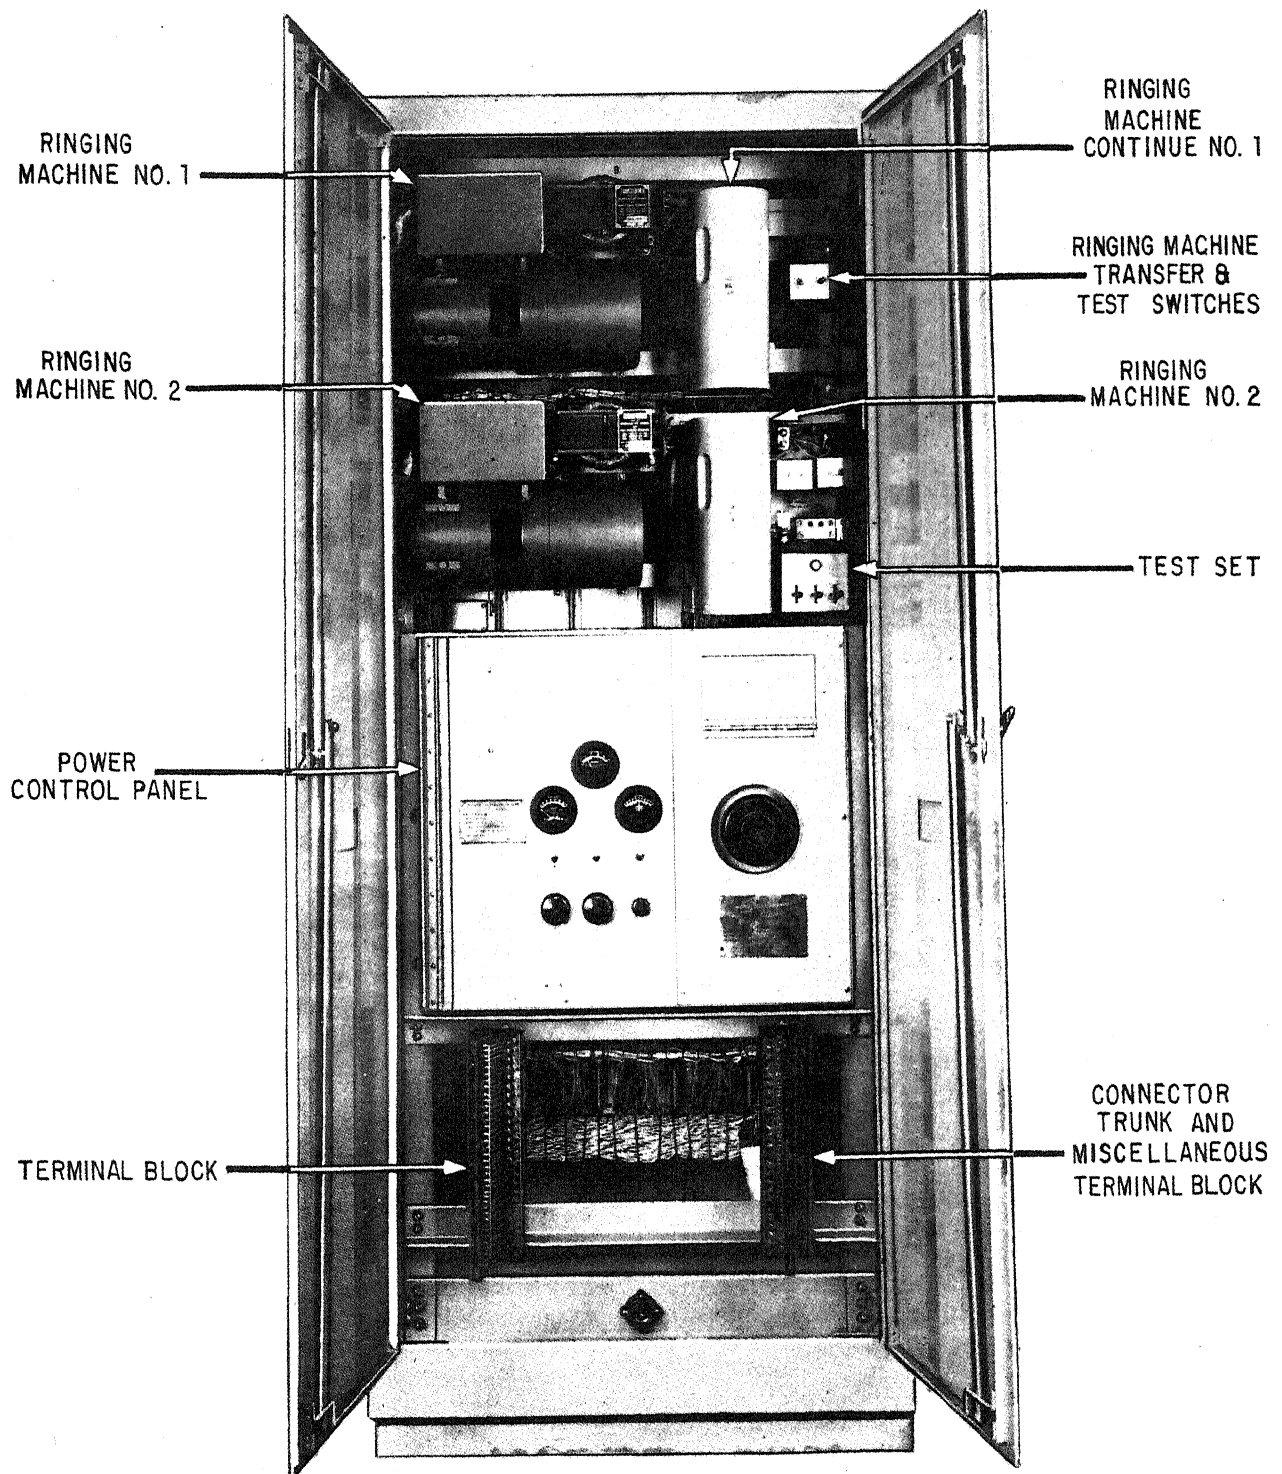 RINGING
MACHINE NO. 1
RINGING
MACHINE NO. 2
POWER
CONTROL PANEL
TERMINAL BLOCK
RINGING
MACHINE
CONTINUE NO. 1
RINGING MACHINE
TRANSFER &
TEST SWITCHES
RINGING
MACHINE NO. 2
TEST SET
CONNECTOR
TRUNK AND
MISCELLANEOUS
TERMINAL BLOCK